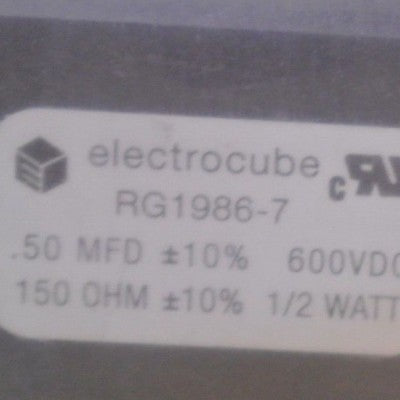 electrocube
RG1986-7
.50 MFD ±10% 600VDC
150 OHM ±10% 1/2 WATT